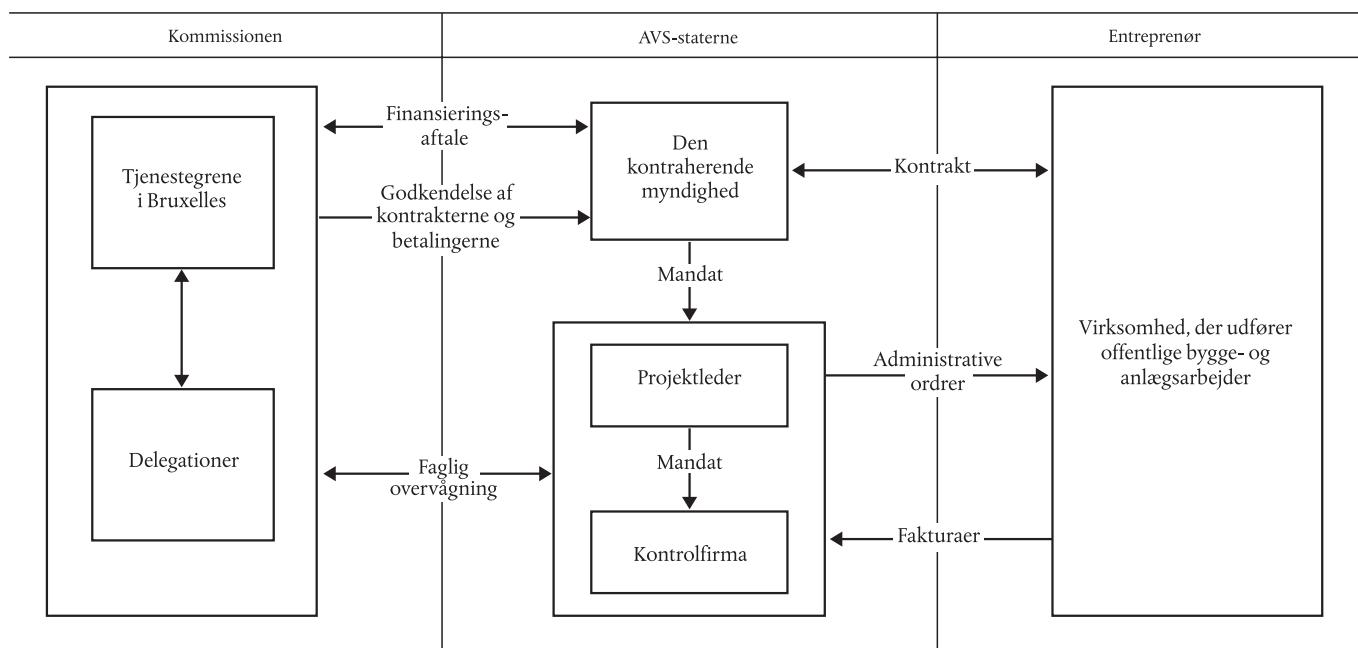 Kommissionen
AVS-staterne
Entreprenør
Tjenestegrene
i Bruxelles
Delegationer
Finansierings-
aftale
Godkendelse af
kontrakterne og
betalingerne
Faglig
overvågning
Den
kontraherende
myndighed
Mandat
Projektleder
Mandat
Kontrolfirma
Kontrakt
Administrative
ordrer
Fakturaer
Virksomhed, der udfører
offentlige bygge- og
anlægsarbejder